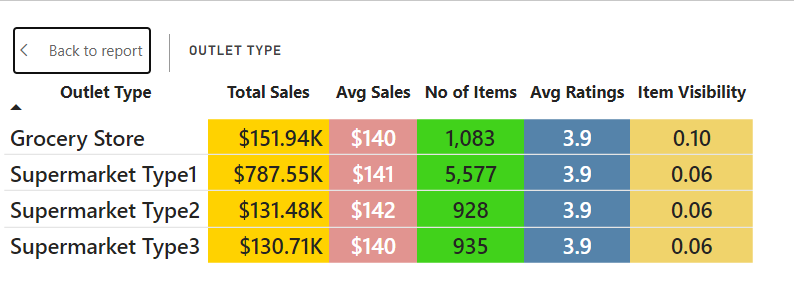 Back to report OUTLET TYPE
Outlet Type Total Sales Avg Sales No of Items Avg Ratings Item Visibility
Grocery Store $151.94K $140 1,083 3.9 0.10
Supermarket Type1 $787.55K $141 5,577 3.9 0.06
Supermarket Type2 $131.48K $142 928 3.9 0.06
Supermarket Type3 $130.71K $140 935 3.9 0.06